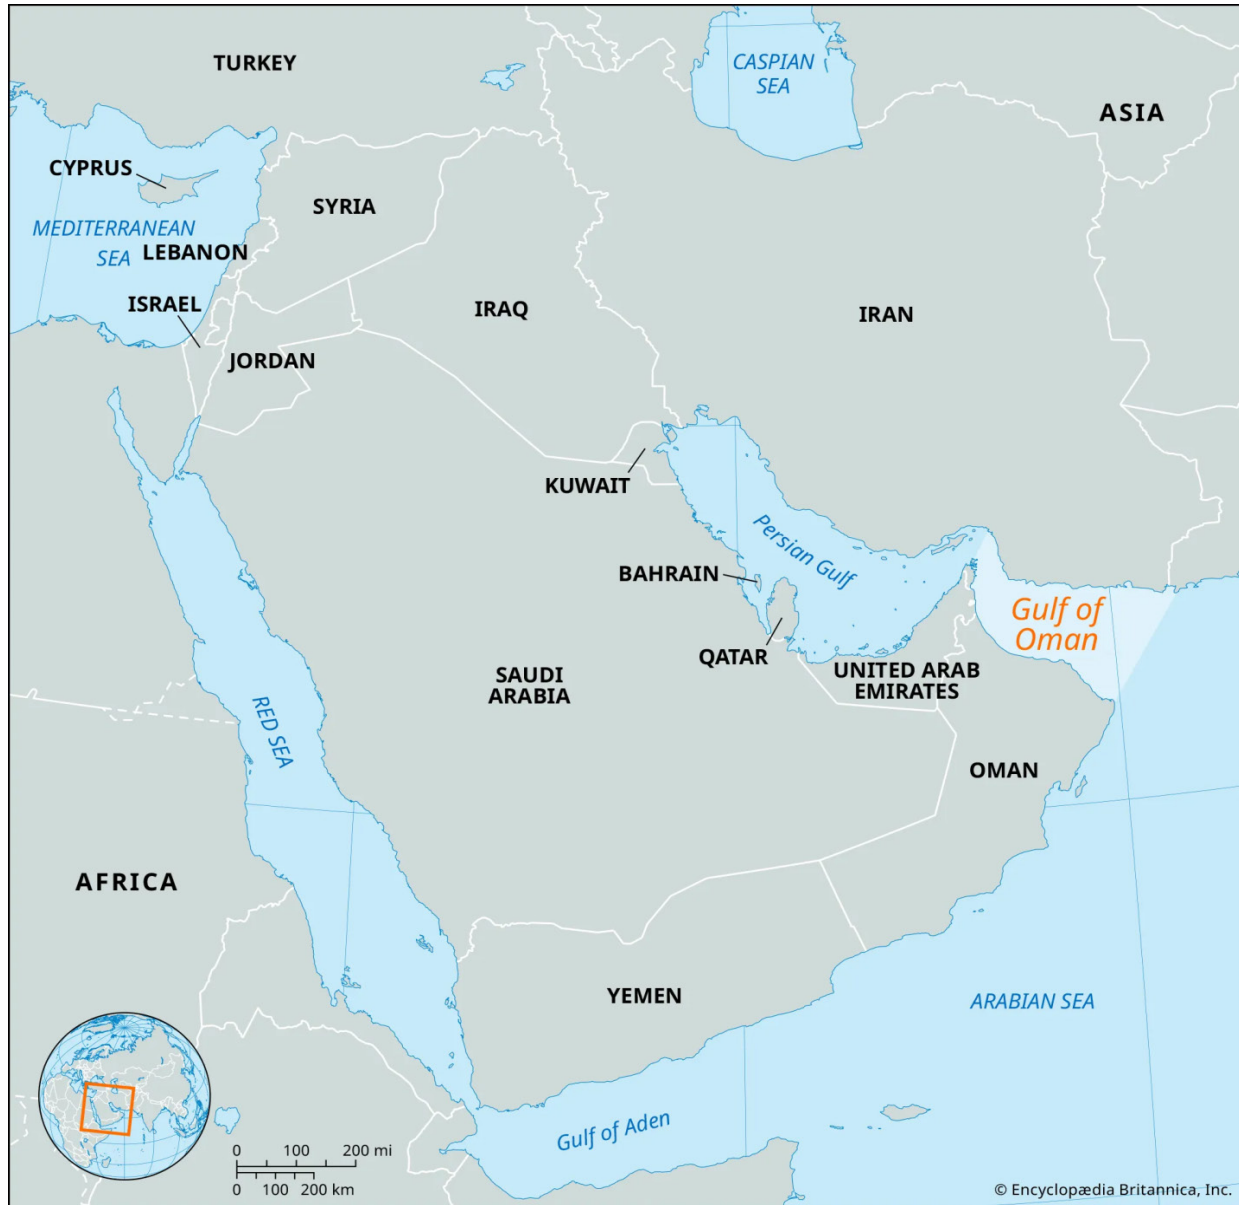 TURKEY
CASPIAN
SEA
ASIA
CYPRUS
SYRIA
MEDITERRANEAN
SEA
LEBANON
ISRAEL
IRAQ
IRAN
JORDAN
KUWAIT
Persian Gulf
BAHRAIN
Gulf of
Oman
QATAR
SAUDI
ARABIA
UNITED ARAB
EMIRATES
RED SEA
OMAN
AFRICA
YEMEN
ARABIAN SEA
Gulf of Aden
0 100 200 mi
0 100 200 km
© Encyclopædia Britannica, Inc.